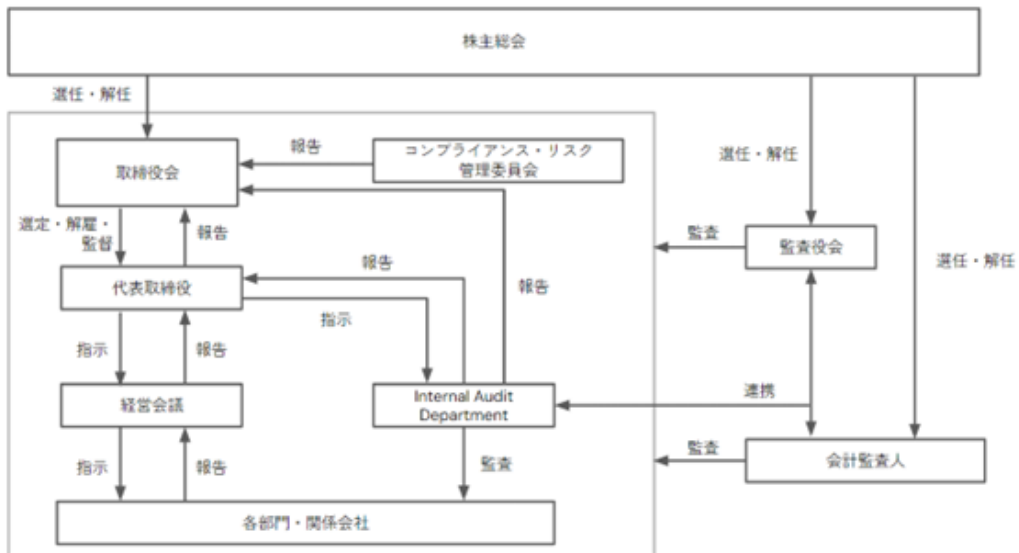 株主総会
選任・解任
取締役会
報告
コンプライアンス・リスク
管理委員会
選任・解任
選定・解雇・
監督
報告
監査
監査役会
選任・解任
代表取締役
報告
報告
指示
指示
報告
経営会議
Internal Audit
Department
連携
指示
報告
監査
監査
会計監査人
各部門・関係会社